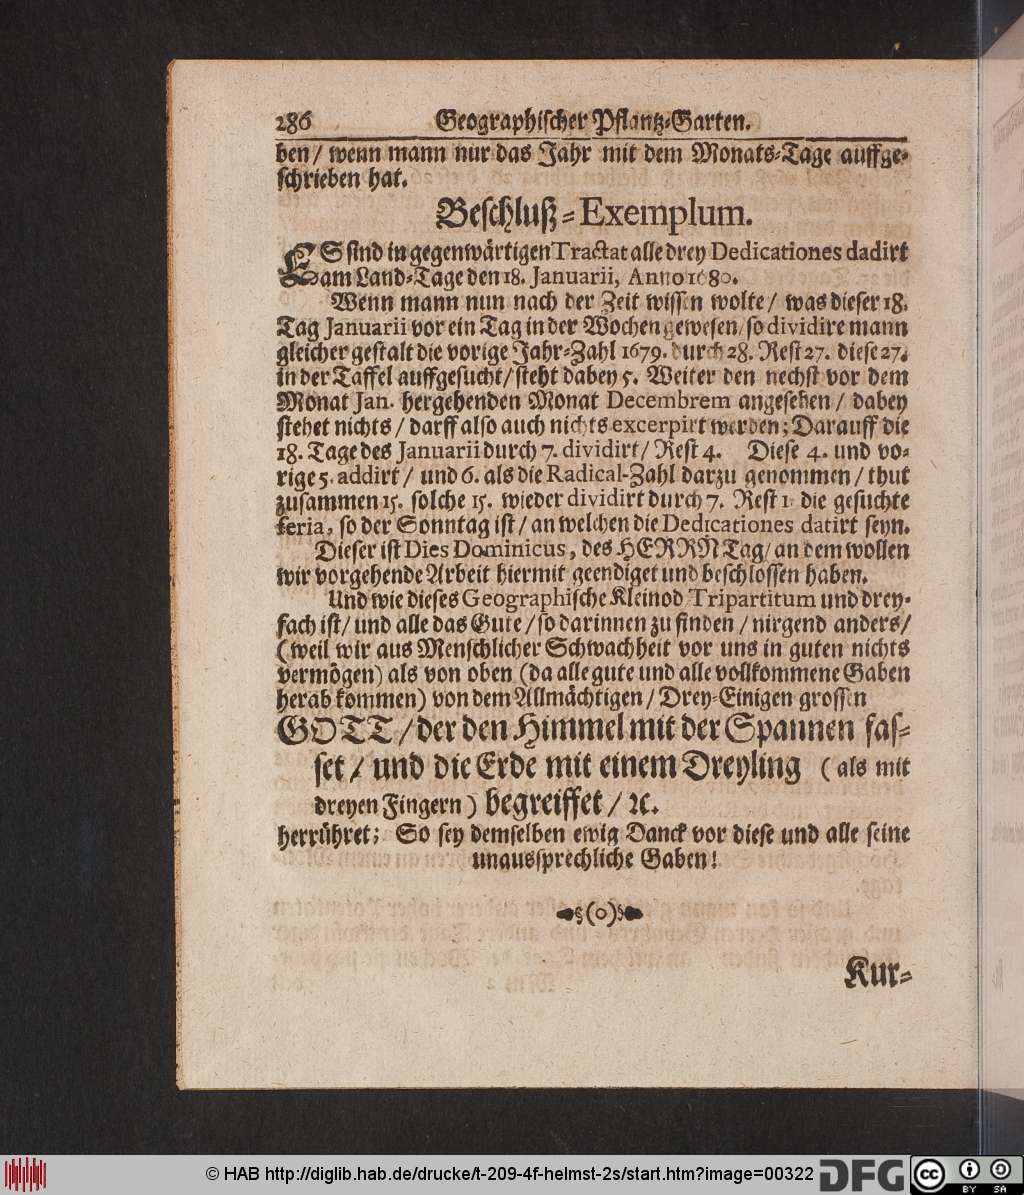 286 Geographischer Pflantz-Garten.
ben / wenn mann nur das Jahr mit dem Monats-Tage auffge-
schrieben hat.
Beschluß-Exemplum.
ES sind in gegenwärtigen Tractat alle drey Dedicationes dadirt
am Land-Tage den 18. Januarii, Anno 1680.
Wenn mann nun nach der Zeit wissen wolte / was dieser 18.
Tag Januarii vor ein Tag in der Wochen gewesen / so dividire mann
gleicher gestalt die vorige Jahr-Zahl 1679. durch 28. Rest 27. diese 27.
in der Taffel auffgesucht / steht dabey 5. Weiter den nechst vor dem
Monat Jan. hergehenden Monat Decembrem angesehen / dabey
stehet nichts / darff also auch nichts excerpirt werden; Darauff die
18. Tage des Januarii durch 7. dividirt / Rest 4. Diese 4. und vo-
rige 5. addirt / und 6. als die Radical-Zahl darzu genommen / thut
zusammen 15. solche 15. wieder dividirt durch 7. Rest 1. die gesuchte
feria, so der Sonntag ist / an welchen die Dedicationes datirt seyn.
Dieser ist Dies Dominicus, des HERRN Tag / an dem wollen
wir vorgehende Arbeit hiermit geendiget und beschlossen haben.
Und wie dieses Geographische Kleinod Tripartitum und drey-
fach ist / und alle das Gute / so darinnen zu finden / nirgend anders /
(weil wir aus Menschlicher Schwachheit vor uns in guten nichts
vermögen) als von oben (da alle gute und alle vollkommene Gaben
herab kommen) von dem Allmächtigen / Drey-Einigen grossen
GOTT / der den Himmel mit der Spannen fas-
set / und die Erde mit einem Dreyling (als mit
dreyen Fingern) begreiffet / ꝛc.
herrühret; So sey demselben ewig Danck vor diese und alle seine
unaussprechliche Gaben!
§(o)§
Kur-
© HAB http://diglib.hab.de/drucke/t-209-4f-helmst-2s/start.htm?image=00322 DFG cc BY SA